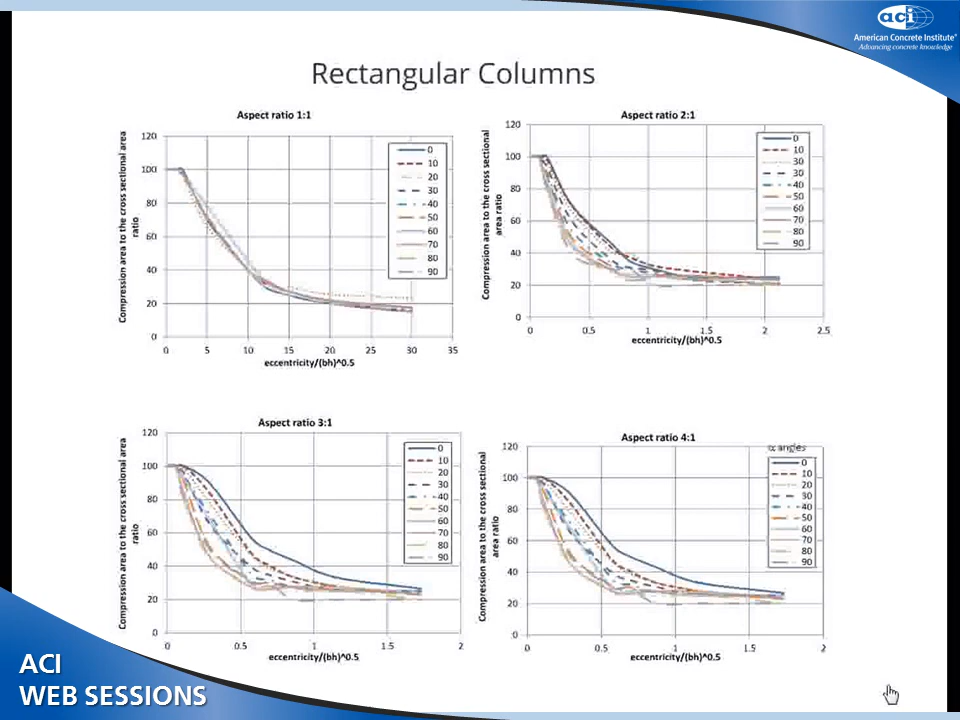 aci
American Concrete Institute®
Advancing concrete knowledge
Rectangular Columns
Aspect ratio 1:1
Compression area to the cross sectional area
ratio
120
100
80
60
40
20
0
0 5 10 15 20 25 30 35
eccentricity/(bh)^0.5
0
10
20
30
40
50
60
70
80
90
Aspect ratio 2:1
Compression area to the cross sectional
area ratio
120
100
80
60
40
20
0
0 0.5 1 1.5 2 2.5
eccentricity/(bh)^0.5
0
10
30
30
40
50
60
70
80
90
Aspect ratio 3:1
Compression area to the cross sectional area
ratio
120
100
80
60
40
20
0
0 0.5 1 1.5 2
eccentricity/(bh)^0.5
0
10
20
30
40
50
60
70
80
90
Aspect ratio 4:1
Compression area to the cross sectional
area ratio
120
100
80
60
40
20
0
0 0.5 1 1.5 2
eccentricity/(bh)^0.5
α angles
0
10
20
30
40
50
60
70
80
90
ACI
WEB SESSIONS